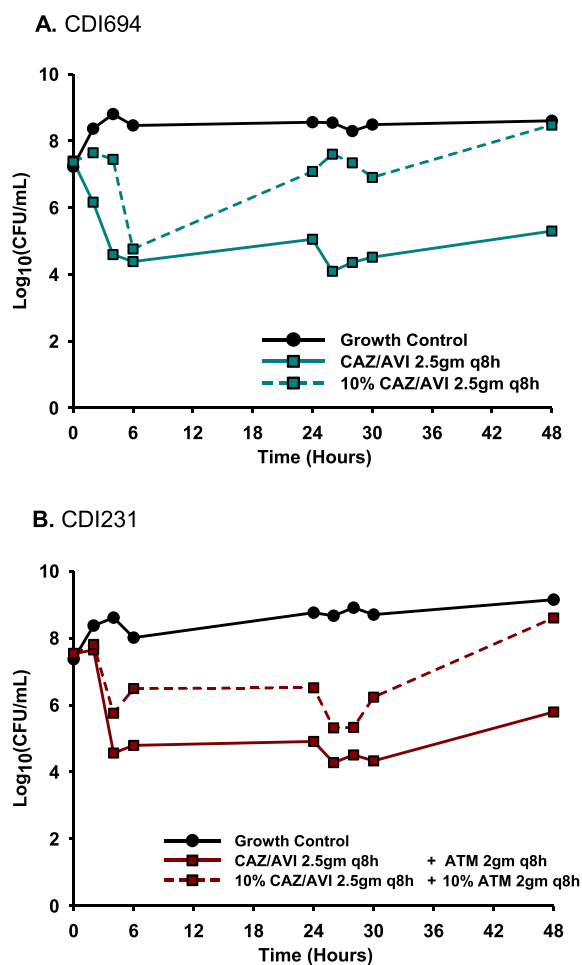 A. CDI694
10
8
6
4
2
0
Log10(CFU/mL)
Growth Control
CAZ/AVI 2.5gm q8h
10% CAZ/AVI 2.5gm q8h
0 6 12 18 24 30 36 42 48
Time (Hours)
B. CDI231
10
8
6
4
2
0
Log10(CFU/mL)
Growth Control
CAZ/AVI 2.5gm q8h + ATM 2gm q8h
10% CAZ/AVI 2.5gm q8h + 10% ATM 2gm q8h
0 6 12 18 24 30 36 42 48
Time (Hours)